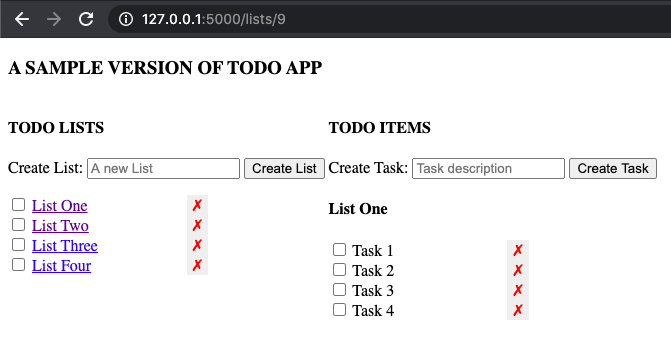 127.0.0.1:5000/lists/9
A SAMPLE VERSION OF TODO APP
TODO LISTS
Create List: A new List Create List
List One ✗
List Two ✗
List Three ✗
List Four ✗
TODO ITEMS
Create Task: Task description Create Task
List One
Task 1 ✗
Task 2 ✗
Task 3 ✗
Task 4 ✗